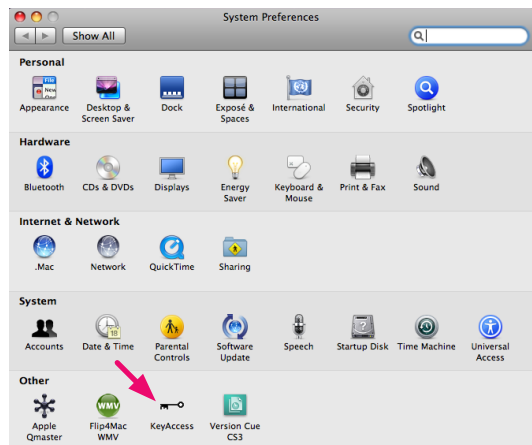 System Preferences
Show All
Personal
Appearance
Desktop &
Screen Saver
Dock
Exposé &
Spaces
International
Security
Spotlight
Hardware
Bluetooth
CDs & DVDs
Displays
Energy
Saver
Keyboard &
Mouse
Print & Fax
Sound
Internet & Network
.Mac
Network
QuickTime
Sharing
System
18
Accounts
Date & Time
Parental
Controls
Software
Update
Speech
Startup Disk
Time Machine
Universal
Access
Other
WMV
Apple
Qmaster
Flip4Mac
WMV
KeyAccess
Version Cue
CS3